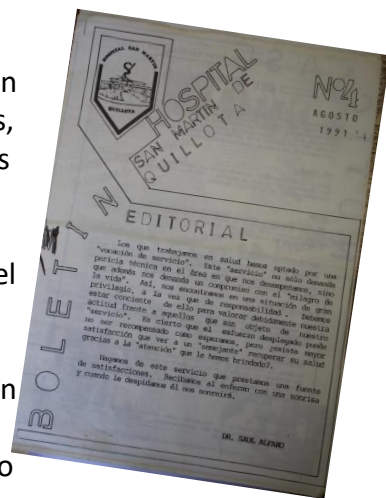 n
s,
s
el
n
o
HOSPITAL SAN MARTIN
QUILLOTA
HOSPITAL
SAN MARTIN DE
QUILLOTA
Nº4
AGOSTO
1991
BOLETIN
EDITORIAL
Los que trabajamos en salud hemos optado por una
"vocación de servicio". Este "servicio" no sólo demanda
pericia técnica en el área en que nos desempeñamos, sino
que además nos demanda un compromiso con el "milagro de
la vida". Así, nos encontramos en una situación de gran
privilegio, a la vez que de responsabilidad. Debemos
estar conciente de ello para valorar debidamente nuestra
actitud frente a aquellos que son objeto de nuestro
"servicio". Es cierto que el esfuerzo desplegado puede
no ser recompensado como esperamos, pero ¿existe mayor
satisfacción que ver a un "semejante" recuperar su salud
gracias a la "atención" que le hemos brindado?.
Hagamos de este servicio que prestamos una fuente
de satisfacciones. Recibamos al enfermo con una sonrisa
y cuando le despidamos él nos sonreirá.
DR. SAUL ALFARO